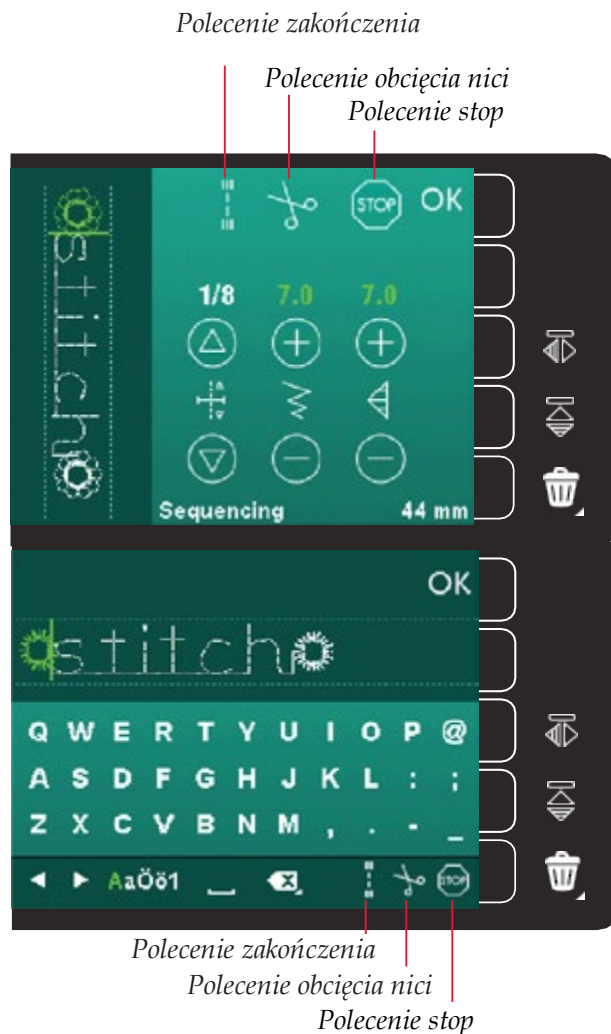 Polecenie zakończenia
Polecenie obcięcia nici
Polecenie stop
STOP OK
stitch
1/8 7.0 7.0
Sequencing 44 mm
OK
stitch
Q W E R T Y U I O P @
A S D F G H J K L : ;
Z X C V B N M , . - _
AaÖö1 STOP
Polecenie zakończenia
Polecenie obcięcia nici
Polecenie stop